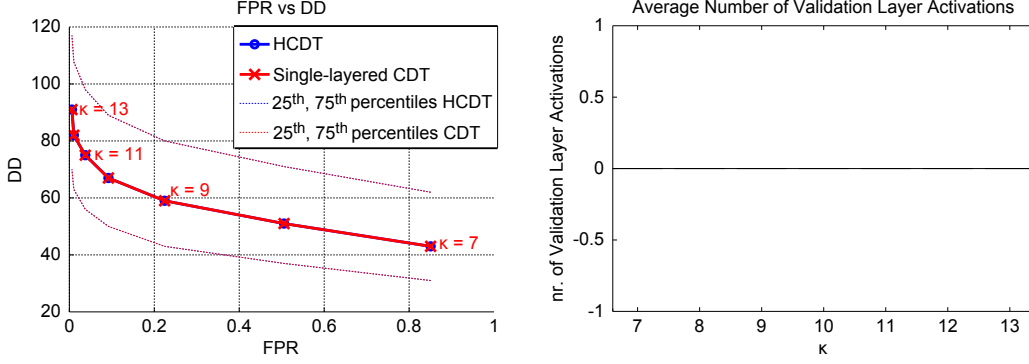 FPR vs DD
120
100
80
60
40
20
DD
0
0.2
0.4
0.6
0.8
1
FPR
HCDT
Single-layered CDT
25th, 75th percentiles HCDT
25th, 75th percentiles CDT
κ = 13
κ = 11
κ = 9
κ = 7
Average Number of Validation Layer Activations
1
0.5
0
-0.5
-1
nr. of Validation Layer Activations
7
8
9
10
11
12
13
κ